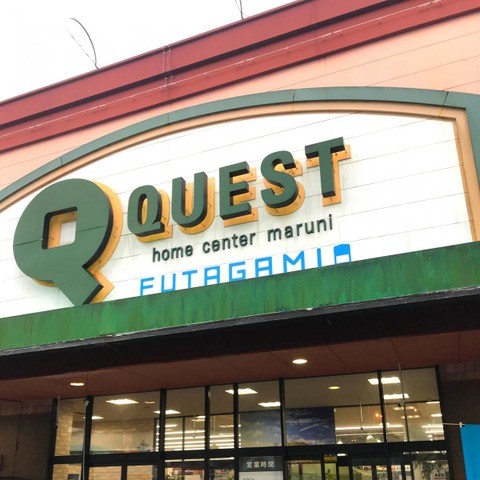 Q QUEST
home center maruni
FUTAGAMI
営業時間